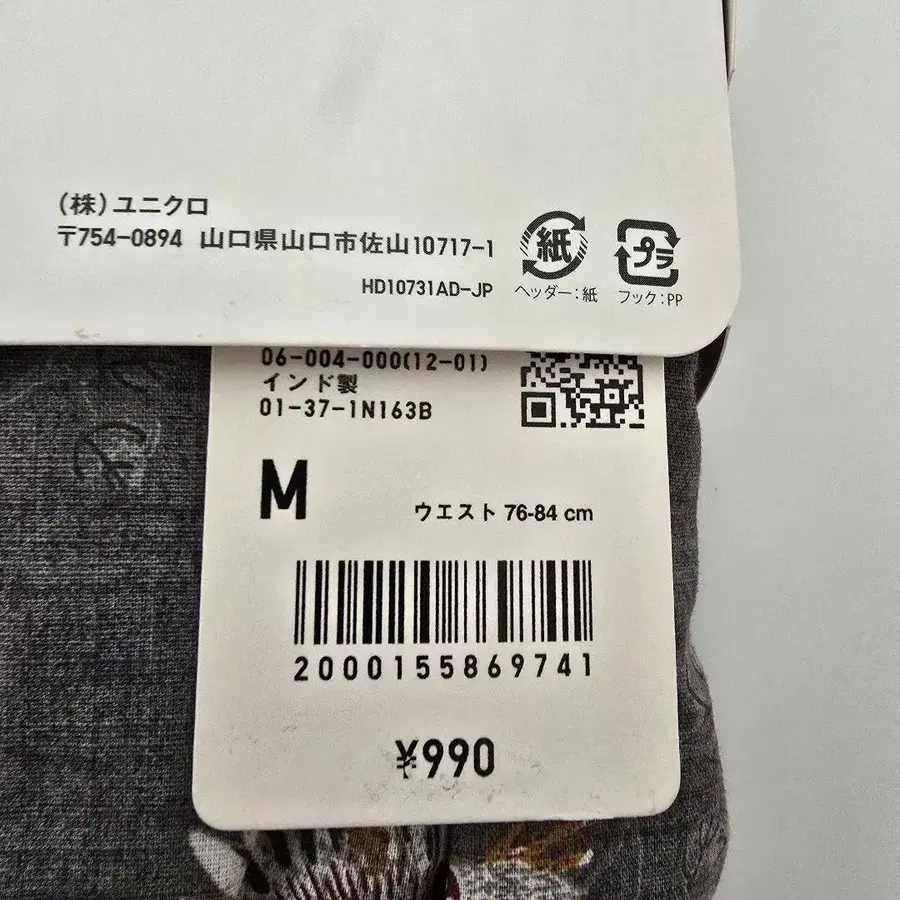 (株)ユニクロ
〒754-0894 山口県山口市佐山10717-1
HD10731AD-JP
紙
プラ
ヘッダー:紙
フック:PP
06-004-000(12-01)
インド製
01-37-1N163B
M
ウエスト 76-84 cm
2000155869741
¥990